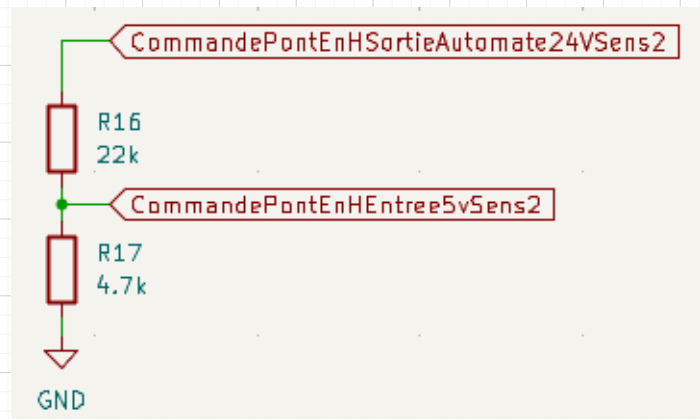 CommandePontEnHSortieAutomate24VSens2
R16
22k
CommandePontEnHEntree5vSens2
R17
4.7k
GND